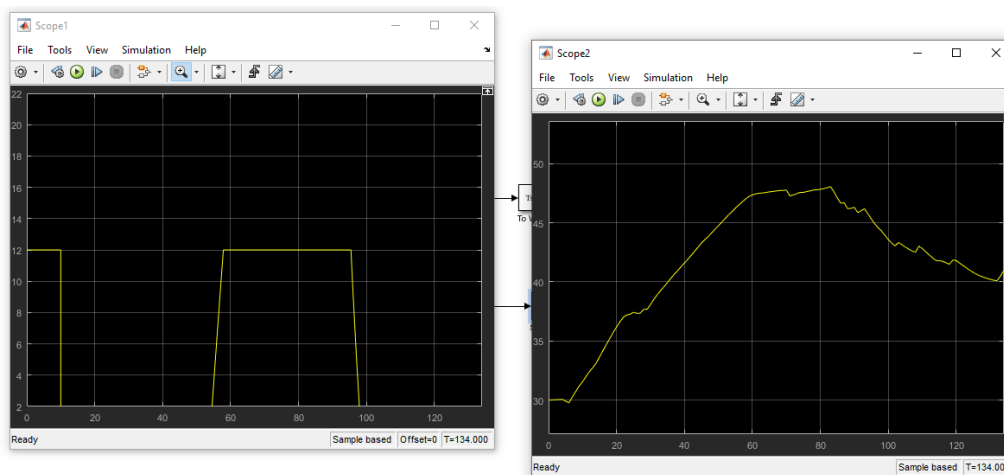 Scope1
File Tools View Simulation Help
22
20
18
16
14
12
10
8
6
4
2
0 20 40 60 80 100 120
Ready Sample based Offset=0 T=134.000
To
Scope2
File Tools View Simulation Help
50
45
40
35
30
0 20 40 60 80 100 120
Ready Sample based T=134.00